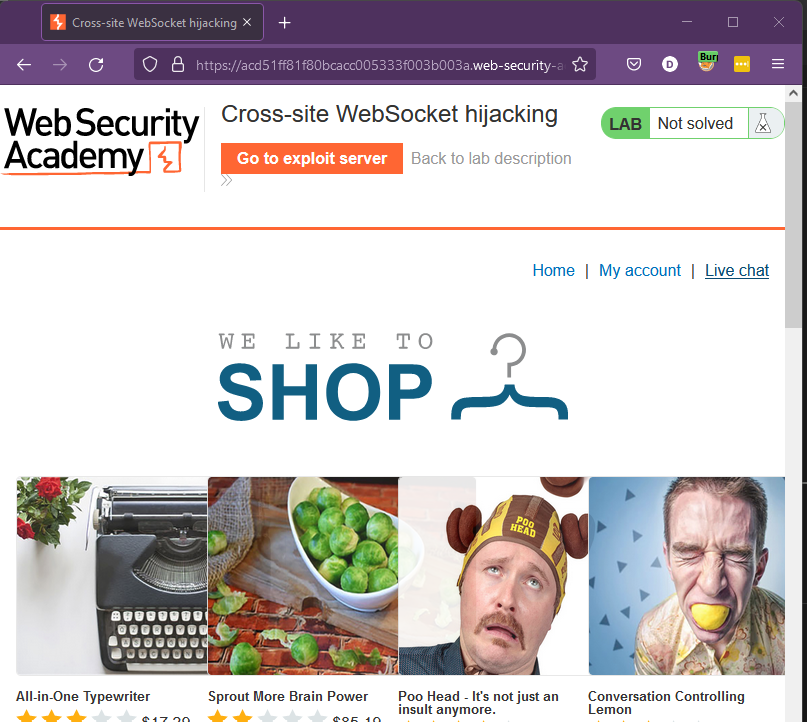 Cross-site WebSocket hijacking
https://acd51ff81f80bcacc005333f003b003a.web-security-a
D
Burp
Web Security
Academy
Cross-site WebSocket hijacking
Go to exploit server
Back to lab description
LAB
Not solved
Home | My account | Live chat
WE LIKE TO
SHOP
POO
HEAD
All-in-One Typewriter
Sprout More Brain Power
Poo Head - It's not just an
insult anymore.
Conversation Controlling
Lemon
$17.29
$85.19